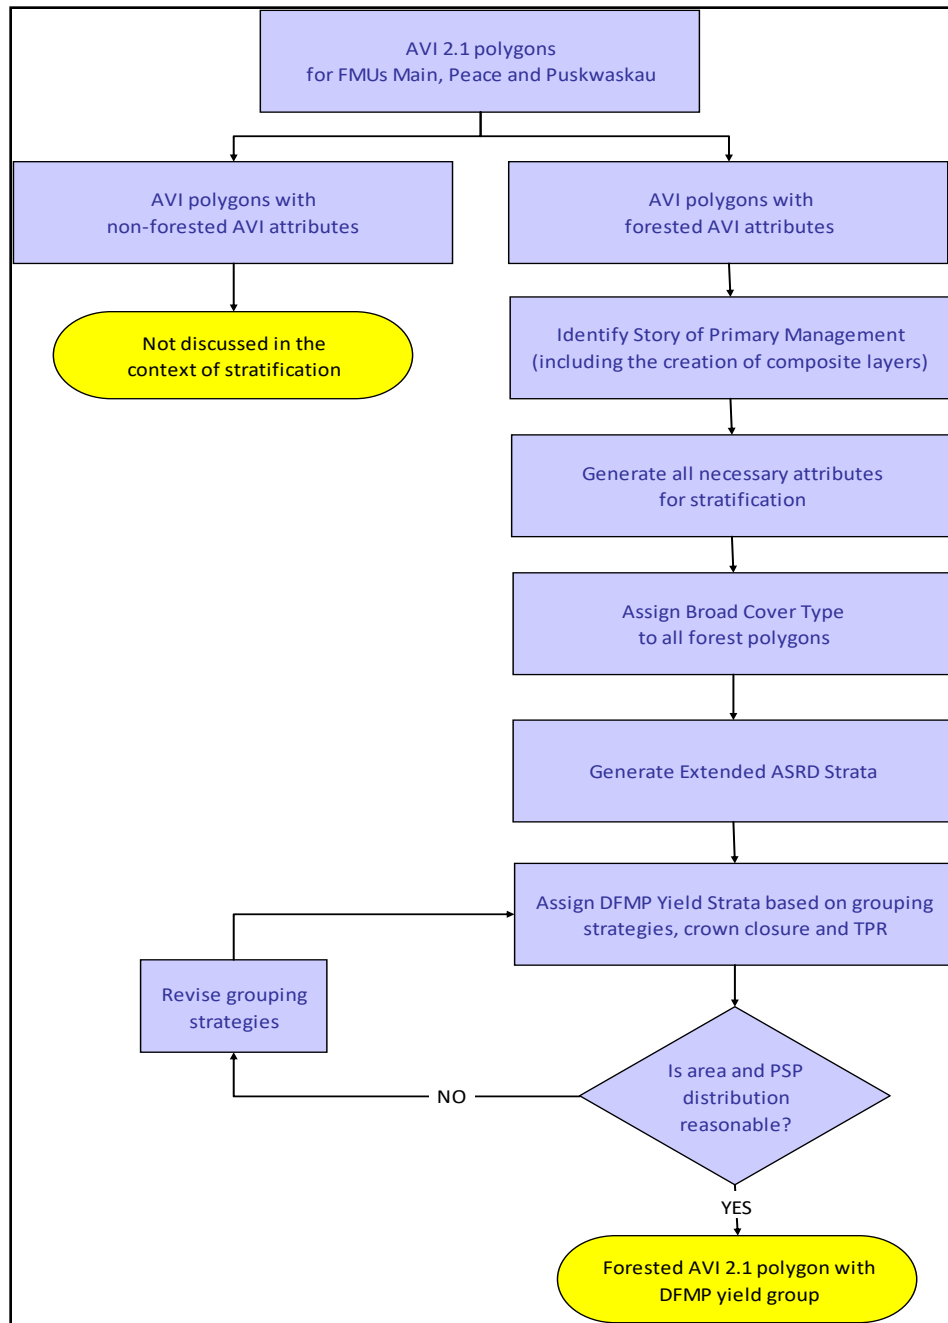 AVI 2.1 polygons
for FMUs Main, Peace and Puskwaskau
AVI polygons with
non-forested AVI attributes
AVI polygons with
forested AVI attributes
Not discussed in the
context of stratification
Identify Story of Primary Management
(including the creation of composite layers)
Generate all necessary attributes
for stratification
Assign Broad Cover Type
to all forest polygons
Generate Extended ASRD Strata
Assign DFMP Yield Strata based on grouping
strategies, crown closure and TPR
Revise grouping
strategies
Is area and PSP
distribution
reasonable?
NO
YES
Forested AVI 2.1 polygon with
DFMP yield group